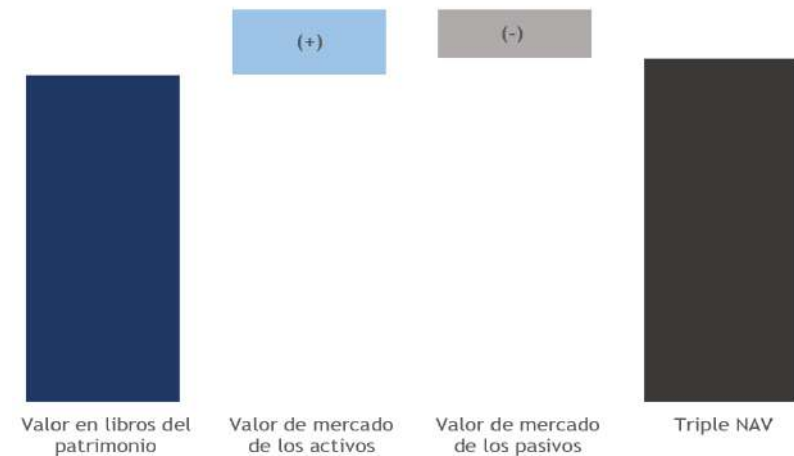 (+)
(-)
Valor en libros del
patrimonio
Valor de mercado
de los activos
Valor de mercado
de los pasivos
Triple NAV